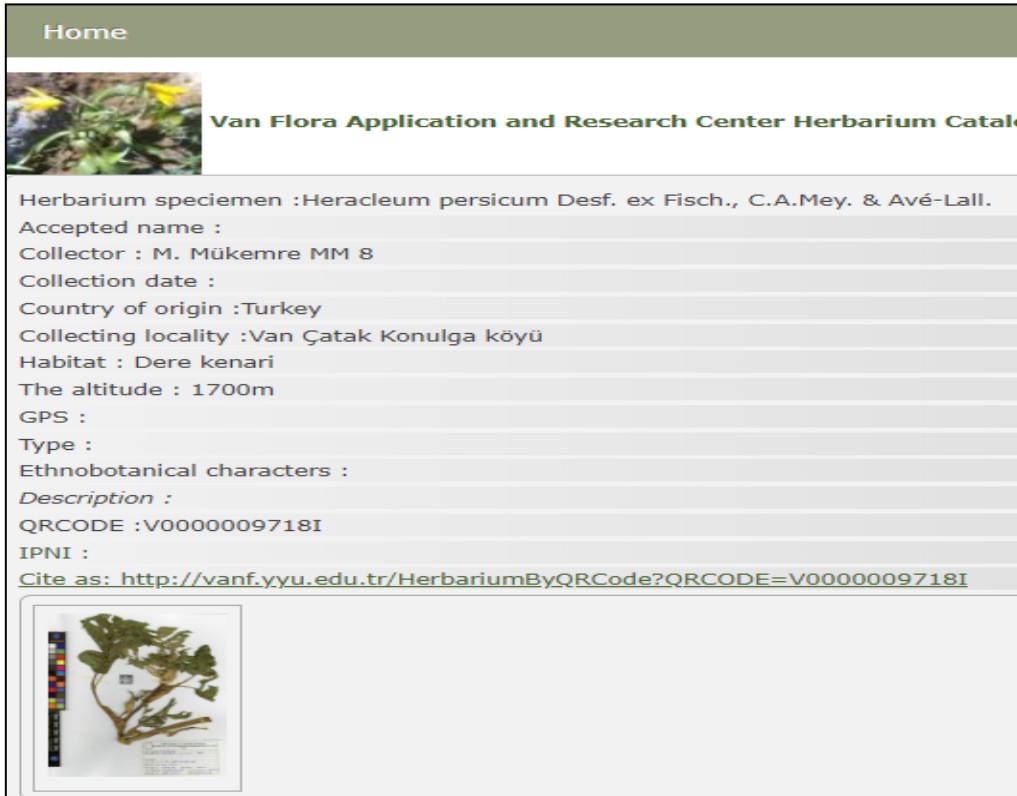 Home
Van Flora Application and Research Center Herbarium Catal
Herbarium speciemen :Heracleum persicum Desf. ex Fisch., C.A.Mey. & Avé-Lall.
Accepted name :
Collector : M. Mükemre MM 8
Collection date :
Country of origin :Turkey
Collecting locality :Van Çatak Konulga köyü
Habitat : Dere kenari
The altitude : 1700m
GPS :
Type :
Ethnobotanical characters :
Description :
QRCODE :V0000009718I
IPNI :
Cite as: http://vanf.yyu.edu.tr/HerbariumByQRCode?QRCODE=V0000009718I